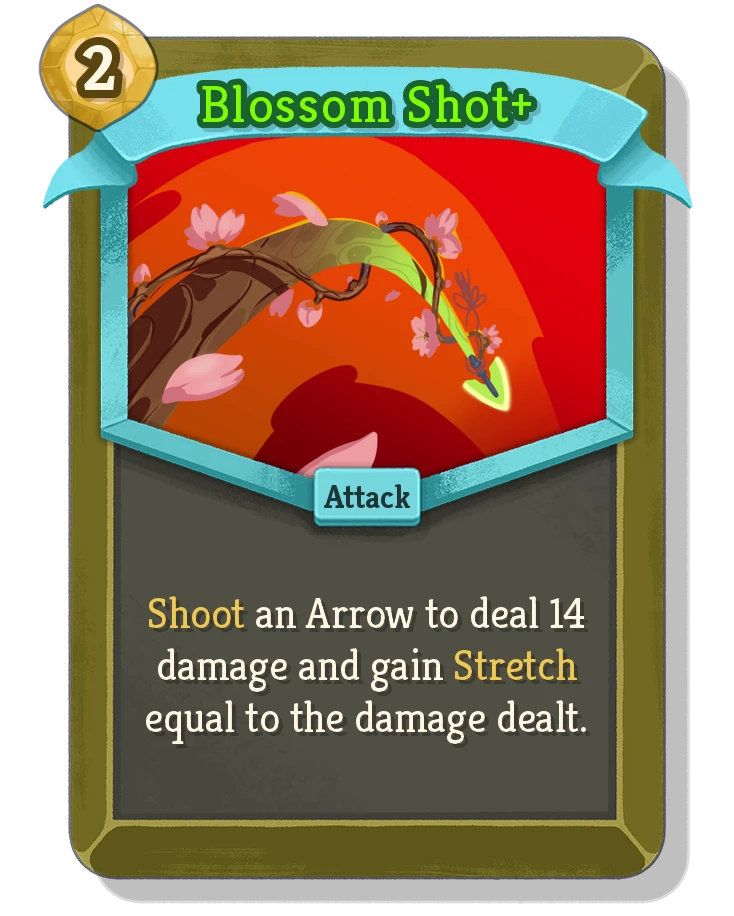 2
Blossom Shot+
Attack
Shoot an Arrow to deal 14
damage and gain Stretch
equal to the damage dealt.